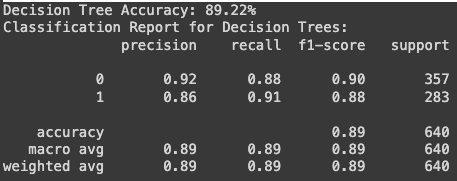 Decision Tree Accuracy: 89.22%
Classification Report for Decision Trees:
precision recall f1-score support
0 0.92 0.88 0.90 357
1 0.86 0.91 0.88 283
accuracy 0.89 640
macro avg 0.89 0.89 0.89 640
weighted avg 0.89 0.89 0.89 640